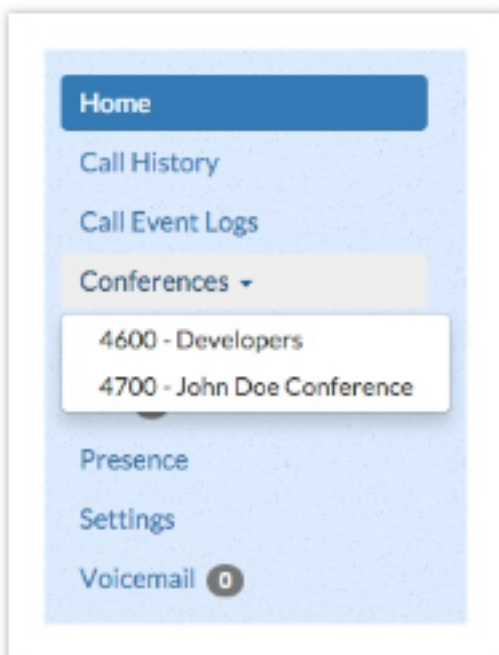 Home
Call History
Call Event Logs
Conferences
4600 - Developers
4700 - John Doe Conference
Presence
Settings
Voicemail 0